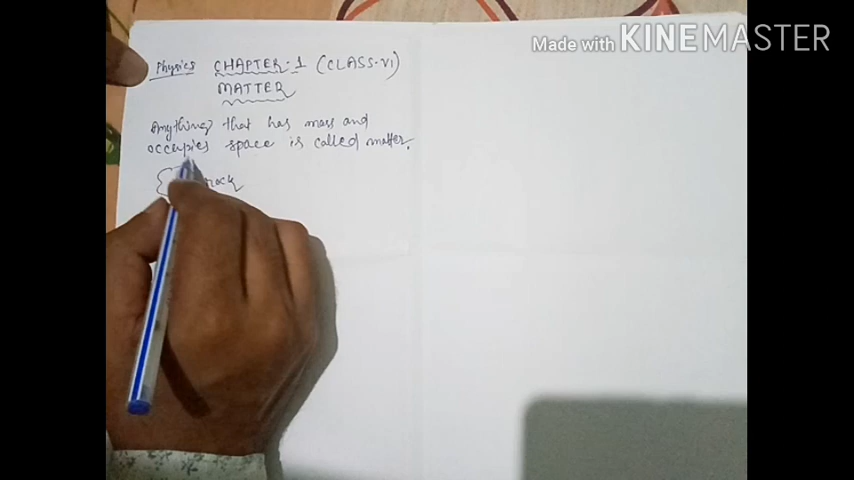 Made with KINEMASTER
Physics CHAPTER-1 (CLASS-VI)
MATTER
Anything that has mass and
occupies space is called matter.
rock